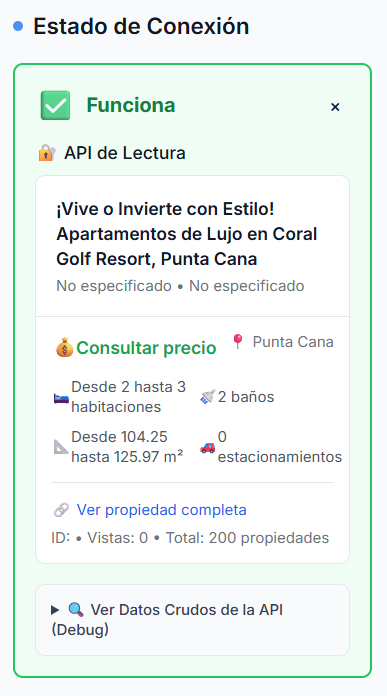 Estado de Conexión
Funciona
×
API de Lectura
¡Vive o Invierte con Estilo!
Apartamentos de Lujo en Coral
Golf Resort, Punta Cana
No especificado • No especificado
Consultar precio
Punta Cana
Desde 2 hasta 3
habitaciones
2 baños
Desde 104.25
hasta 125.97 m²
0
estacionamientos
Ver propiedad completa
ID: • Vistas: 0 • Total: 200 propiedades
Ver Datos Crudos de la API
(Debug)